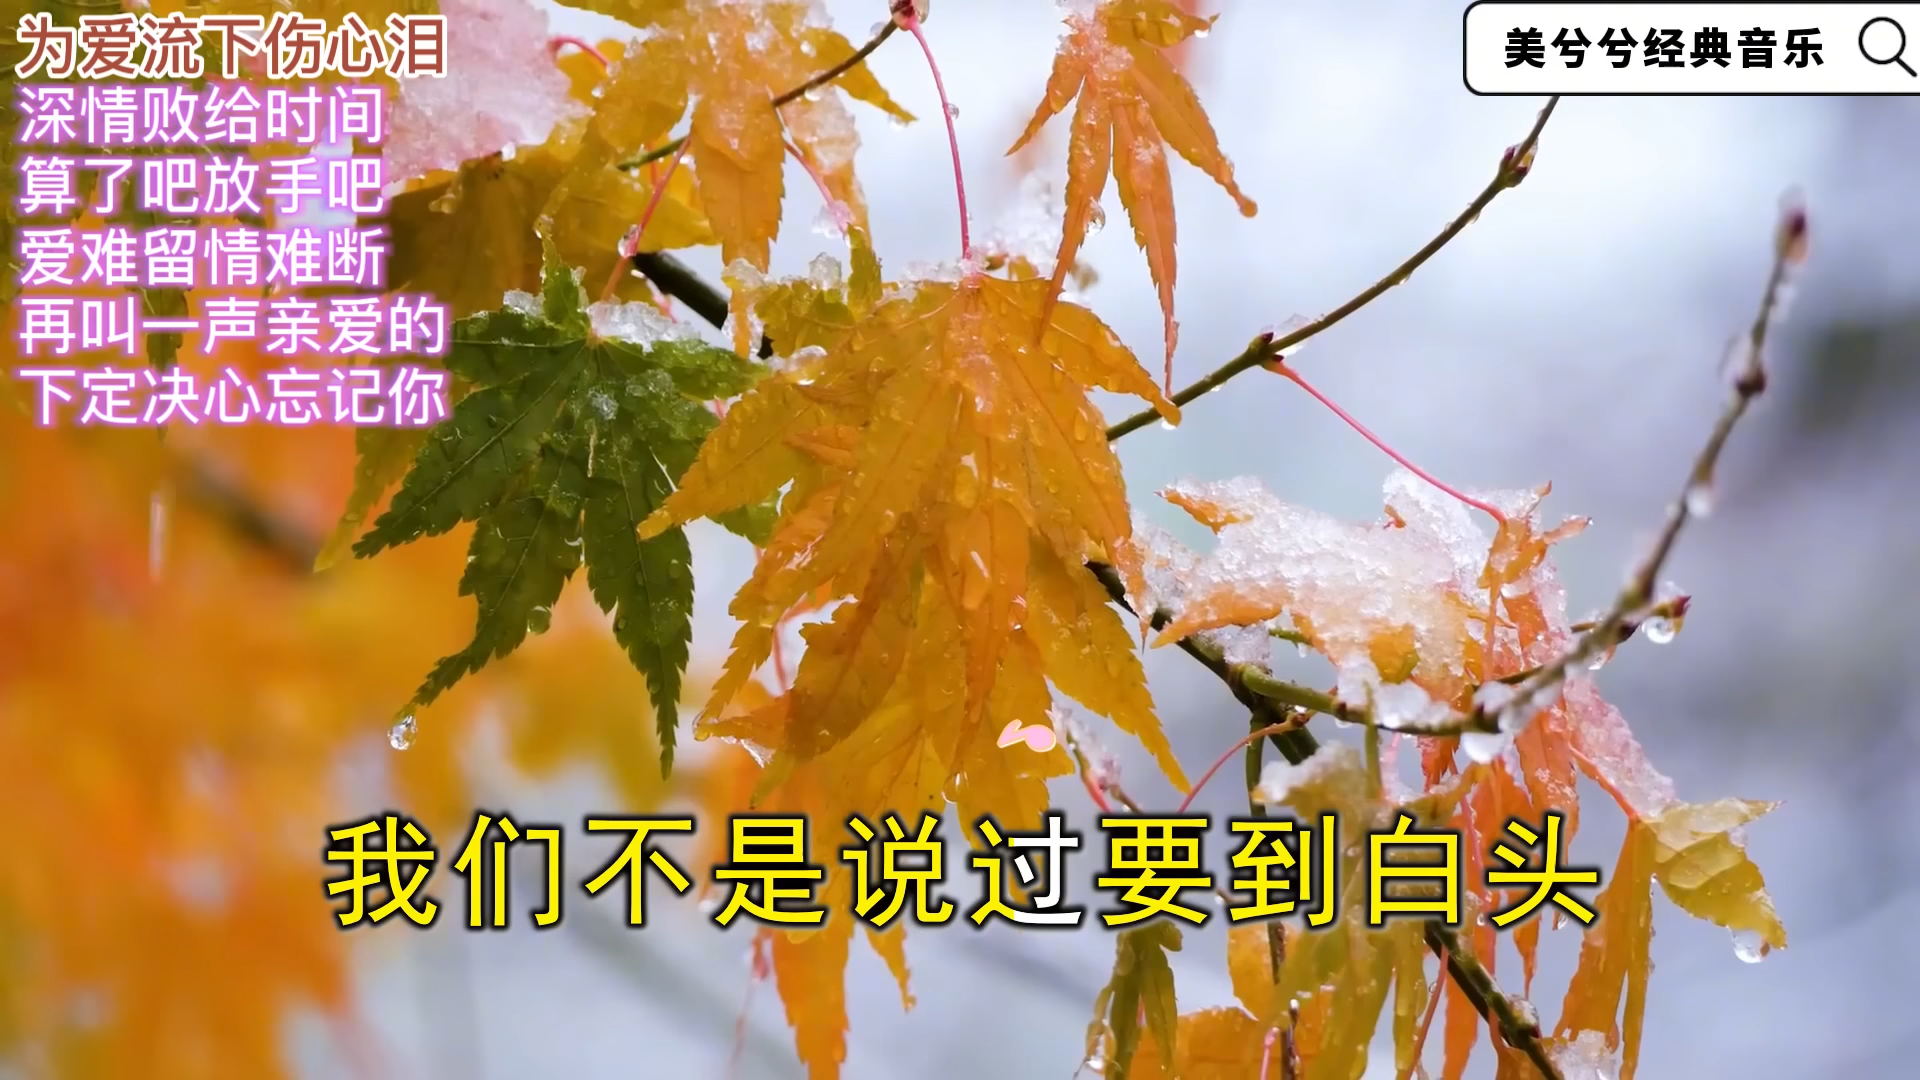 为爱流下伤心泪
深情败给时间
算了吧放手吧
爱难留情难断
再叫一声亲爱的
下定决心忘记你
美兮兮经典音乐
我们不是说过要到白头